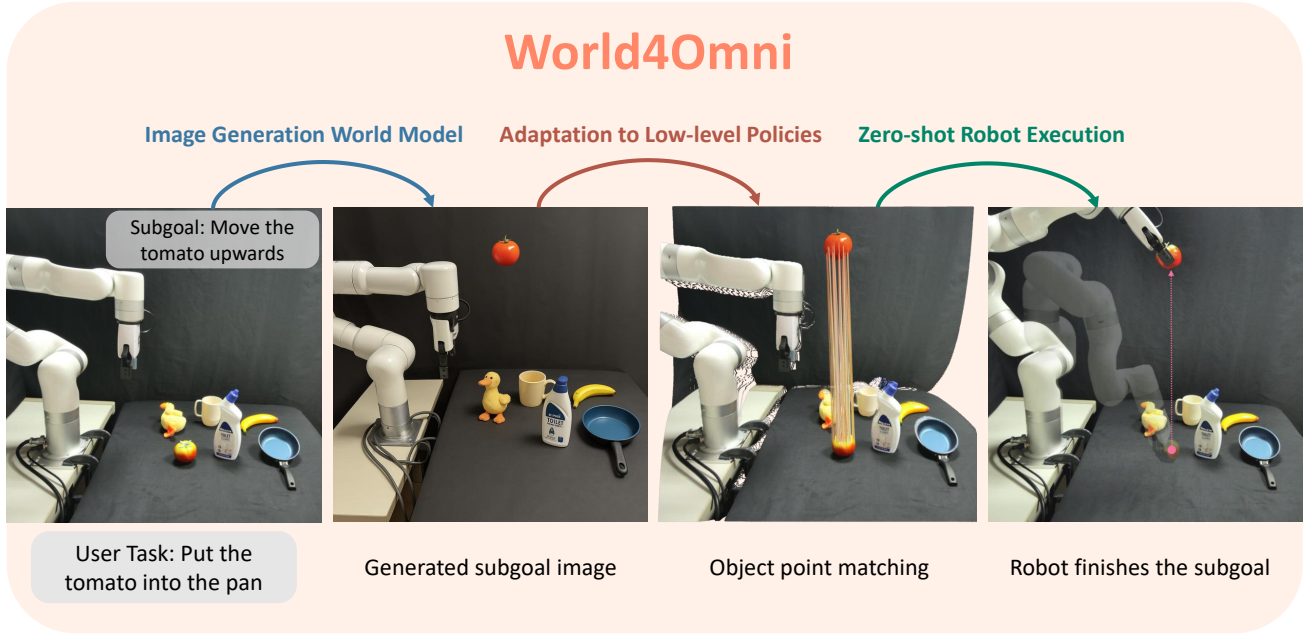 World4Omni
Image Generation World Model
Adaptation to Low-level Policies
Zero-shot Robot Execution
Subgoal: Move the
tomato upwards
User Task: Put the
tomato into the pan
Generated subgoal image
Object point matching
Robot finishes the subgoal
TOILET